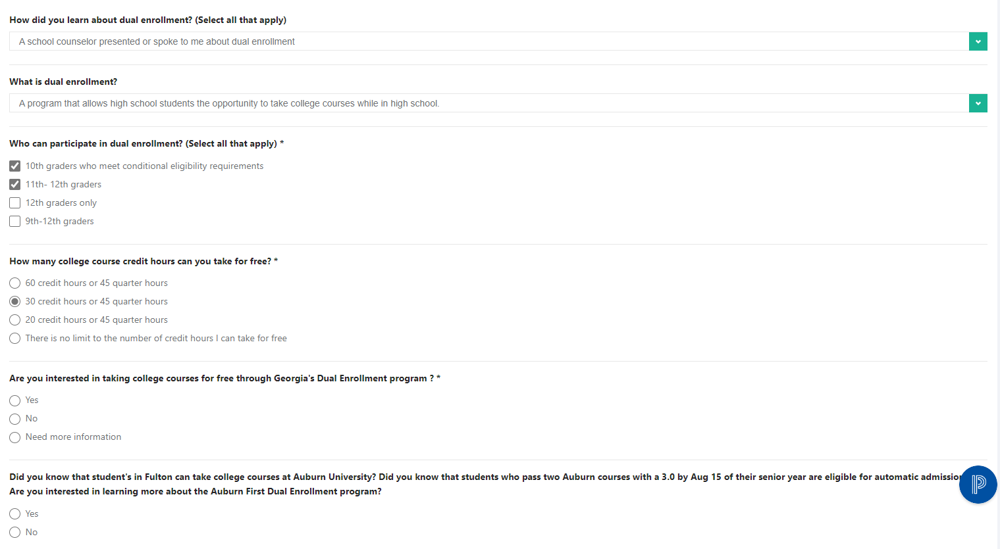 How did you learn about dual enrollment? (Select all that apply)
A school counselor presented or spoke to me about dual enrollment
What is dual enrollment?
A program that allows high school students the opportunity to take college courses while in high school.
Who can participate in dual enrollment? (Select all that apply) *
10th graders who meet conditional eligibility requirements
11th- 12th graders
12th graders only
9th-12th graders
How many college course credit hours can you take for free? *
60 credit hours or 45 quarter hours
30 credit hours or 45 quarter hours
20 credit hours or 45 quarter hours
There is no limit to the number of credit hours I can take for free
Are you interested in taking college courses for free through Georgia's Dual Enrollment program ? *
Yes
No
Need more information
Did you know that student's in Fulton can take college courses at Auburn University? Did you know that students who pass two Auburn courses with a 3.0 by Aug 15 of their senior year are eligible for automatic
Are you interested in learning more about the Auburn First Dual Enrollment program?
Yes
No